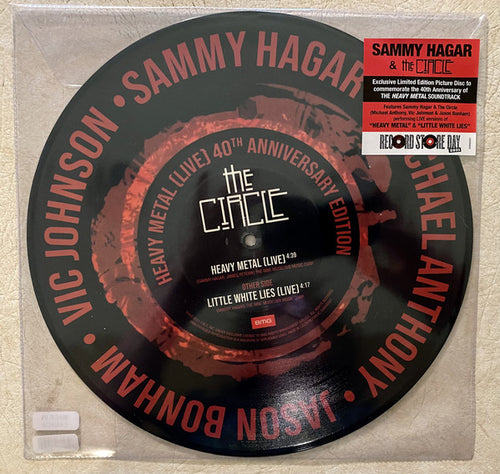 SAMMY HAGAR
& the CIRCLE
Exclusive Limited Edition Picture Disc to
commemorate the 40th Anniversary of
THE HEAVY METAL SOUNDTRACK
Features Sammy Hagar & The Circle
(Michael Anthony, Vic Johnson & Jason Bonham)
performing LIVE versions of
"HEAVY METAL" & "LITTLE WHITE LIES"
RECORD STORE DAY
• SAMMY HAGAR
MICHAEL ANTHONY
• JASON BONHAM
• VIC JOHNSON
HEAVY METAL (LIVE) 40TH ANNIVERSARY EDITION
the
CIRCLE
HEAVY METAL (LIVE) 4:39
OTHER SIDE
LITTLE WHITE LIES (LIVE) 4:17
BMG